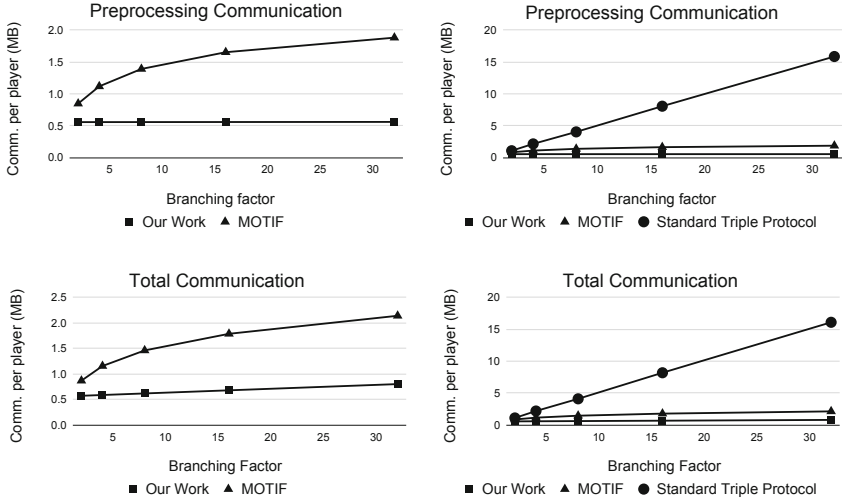 Preprocessing Communication
Comm. per player (MB)
2.0
1.5
1.0
0.5
0.0
5 10 15 20 25 30
Branching factor
Our Work MOTIF
Preprocessing Communication
Comm. per player (MB)
20
15
10
5
0
5 10 15 20 25 30
Branching factor
Our Work MOTIF Standard Triple Protocol
Total Communication
Comm. per player (MB)
2.5
2.0
1.5
1.0
0.5
0.0
5 10 15 20 25 30
Branching Factor
Our Work MOTIF
Total Communication
Comm. per player (MB)
20
15
10
5
0
5 10 15 20 25 30
Branching Factor
Our Work MOTIF Standard Triple Protocol